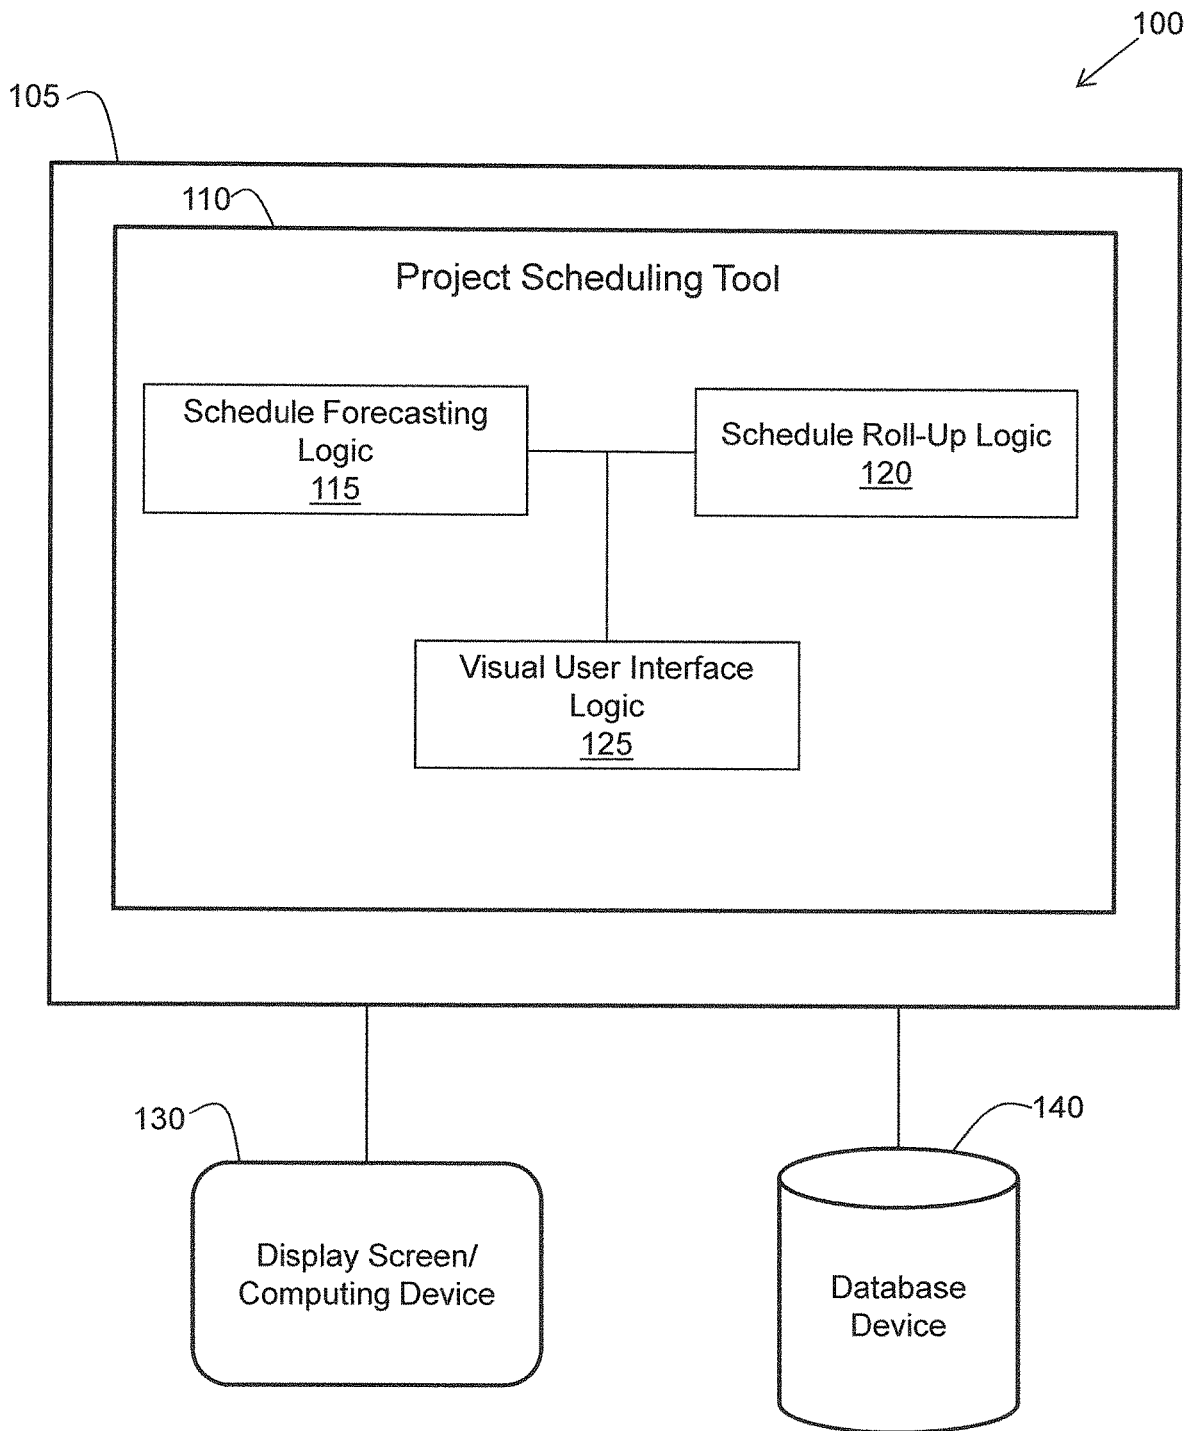 100
105
110
Project Scheduling Tool
Schedule Forecasting
Logic
115
Schedule Roll-Up Logic
120
Visual User Interface
Logic
125
130
140
Display Screen/
Computing Device
Database
Device